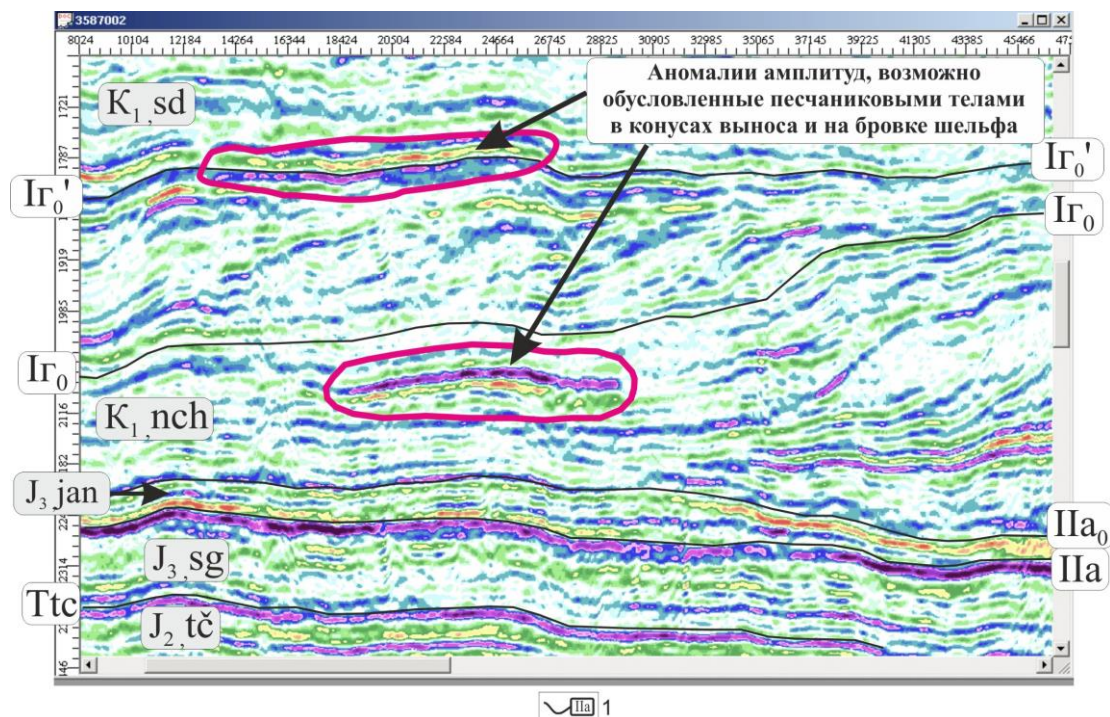 3587002
8024 10104 12184 14264 16344 18424 20504 22584 24664 26745 28825 30905 32985 35065 37145 39225 41305 43385 45466
Аномалии амплитуд, возможно
обусловленные песчаниковыми телами
в конусах выноса и на бровке шельфа
K₁,sd
1721
1787
Iг₀'
Iг₀'
Iг₀
1919
1985
Iг₀
2116
K₁,nch
J₃,jan
IIa₀
IIa
2314
J₃,sg
Ttc
J₂ tč
IIa 1